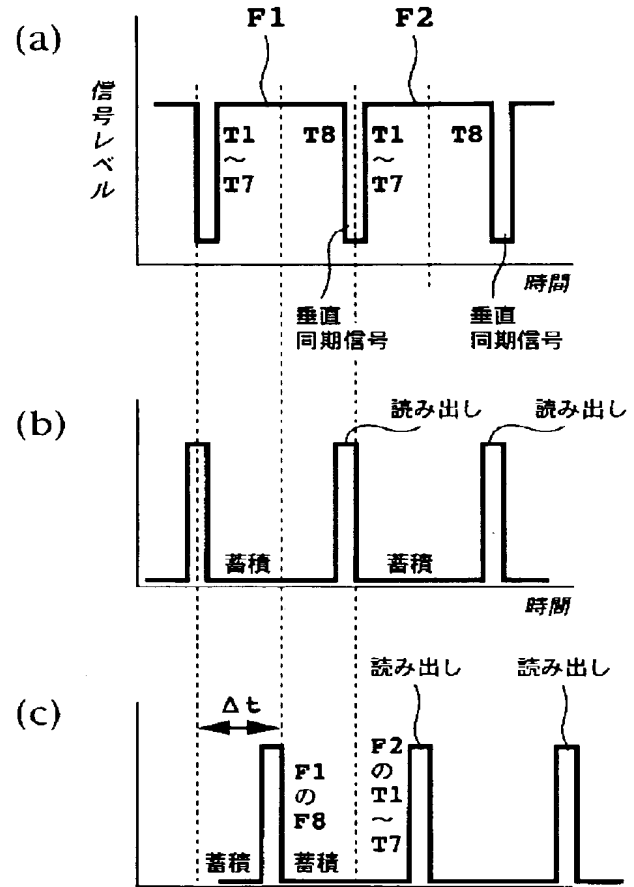 (a)
F1
F2
信号レベル
T1
〜
T7
T8
T1
〜
T7
T8
時間
垂直
同期信号
垂直
同期信号
(b)
読み出し
読み出し
蓄積
蓄積
時間
(c)
読み出し
読み出し
Δt
F1
の
F8
F2
の
T1
〜
T7
蓄積
蓄積